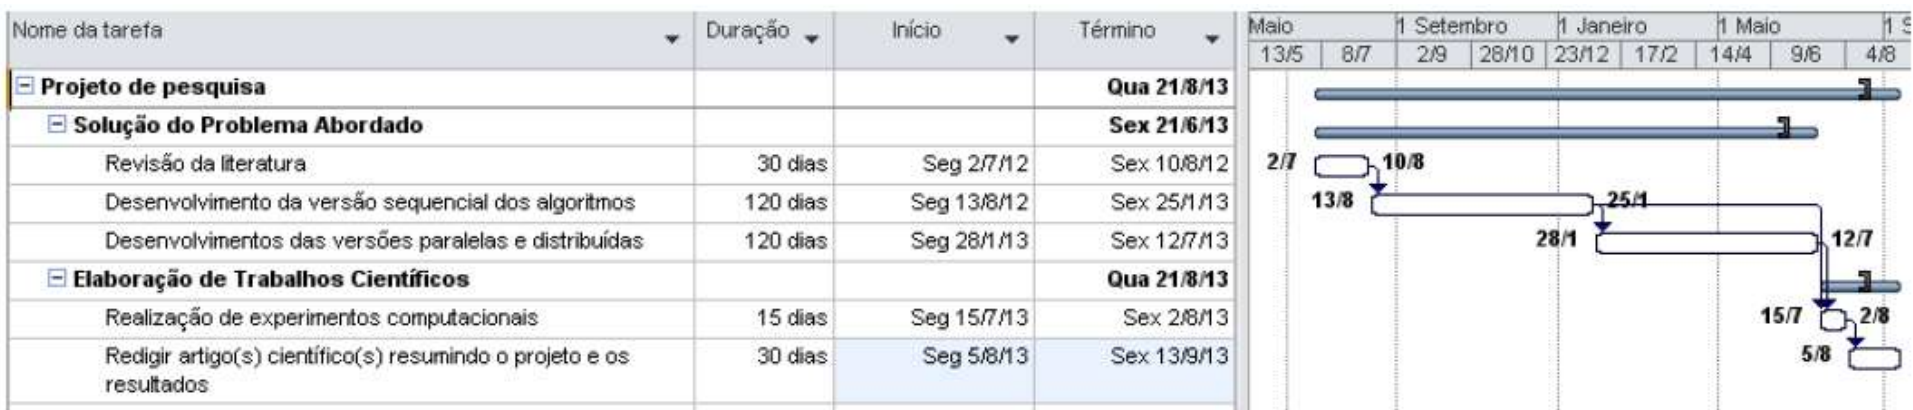 Nome da tarefa Duração Início Término Maio 1 Setembro 1 Janeiro 1 Maio 1 S
13/5 8/7 2/9 28/10 23/12 17/2 14/4 9/6 4/8
Projeto de pesquisa Qua 21/8/13
Solução do Problema Abordado Sex 21/6/13
Revisão da literatura 30 dias Seg 2/7/12 Sex 10/8/12 2/7 10/8
Desenvolvimento da versão sequencial dos algoritmos 120 dias Seg 13/8/12 Sex 25/1/13 13/8 25/1
Desenvolvimentos das versões paralelas e distribuídas 120 dias Seg 28/1/13 Sex 12/7/13 28/1 12/7
Elaboração de Trabalhos Científicos Qua 21/8/13
Realização de experimentos computacionais 15 dias Seg 15/7/13 Sex 2/8/13 15/7 2/8
Redigir artigo(s) científico(s) resumindo o projeto e os 30 dias Seg 5/8/13 Sex 13/9/13 5/8
resultados